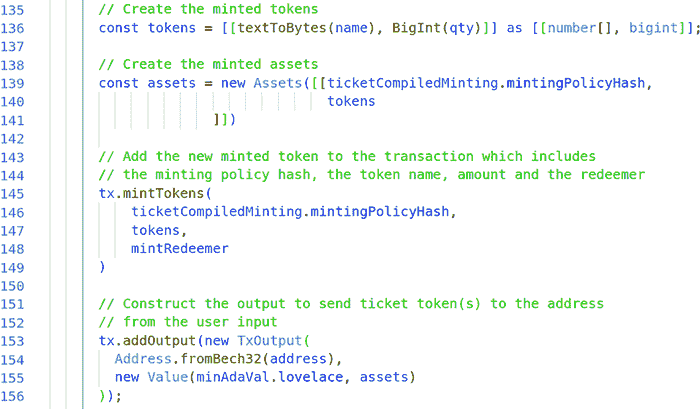 135 // Create the minted tokens
136 const tokens = [[textToBytes(name), BigInt(qty)]] as [[number[], bigint]];
137
138 // Create the minted assets
139 const assets = new Assets([[ticketCompiledMinting.mintingPolicyHash,
140 tokens
141 ]])
142
143 // Add the new minted token to the transaction which includes
144 // the minting policy hash, the token name, amount and the redeemer
145 tx.mintTokens(
146 ticketCompiledMinting.mintingPolicyHash,
147 tokens,
148 mintRedeemer
149 )
150
151 // Construct the output to send ticket token(s) to the address
152 // from the user input
153 tx.addOutput(new TxOutput(
154 Address.fromBech32(address),
155 new Value(minAdaVal.lovelace, assets)
156 ));